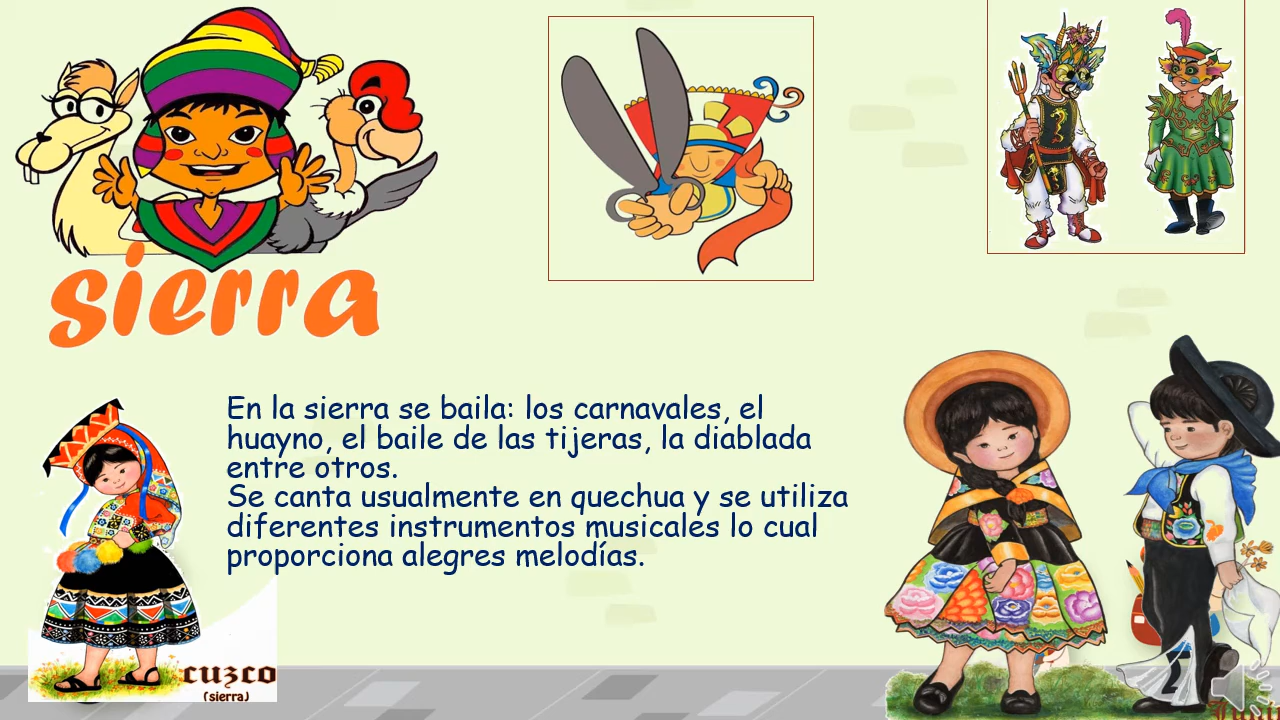 sierra
En la sierra se baila: los carnavales, el
huayno, el baile de las tijeras, la diablada
entre otros.
Se canta usualmente en quechua y se utiliza
diferentes instrumentos musicales lo cual
proporciona alegres melodías.
cuzco
(sierra)